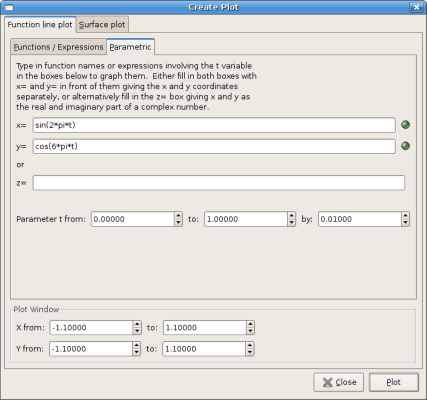 Create Plot
Function line plot Surface plot
Functions / Expressions Parametric
Type in function names or expressions involving the t variable
in the boxes below to graph them. Either fill in both boxes with
x= and y= in front of them giving the x and y coordinates
separately, or alternatively fill in the z= box giving x and y as
the real and imaginary part of a complex number.
x= sin(2*pi*t)
y= cos(6*pi*t)
or
z=
Parameter t from: 0.00000 to: 1.00000 by: 0.01000
Plot Window
X from: -1.10000 to: 1.10000
Y from: -1.10000 to: 1.10000
Close Plot